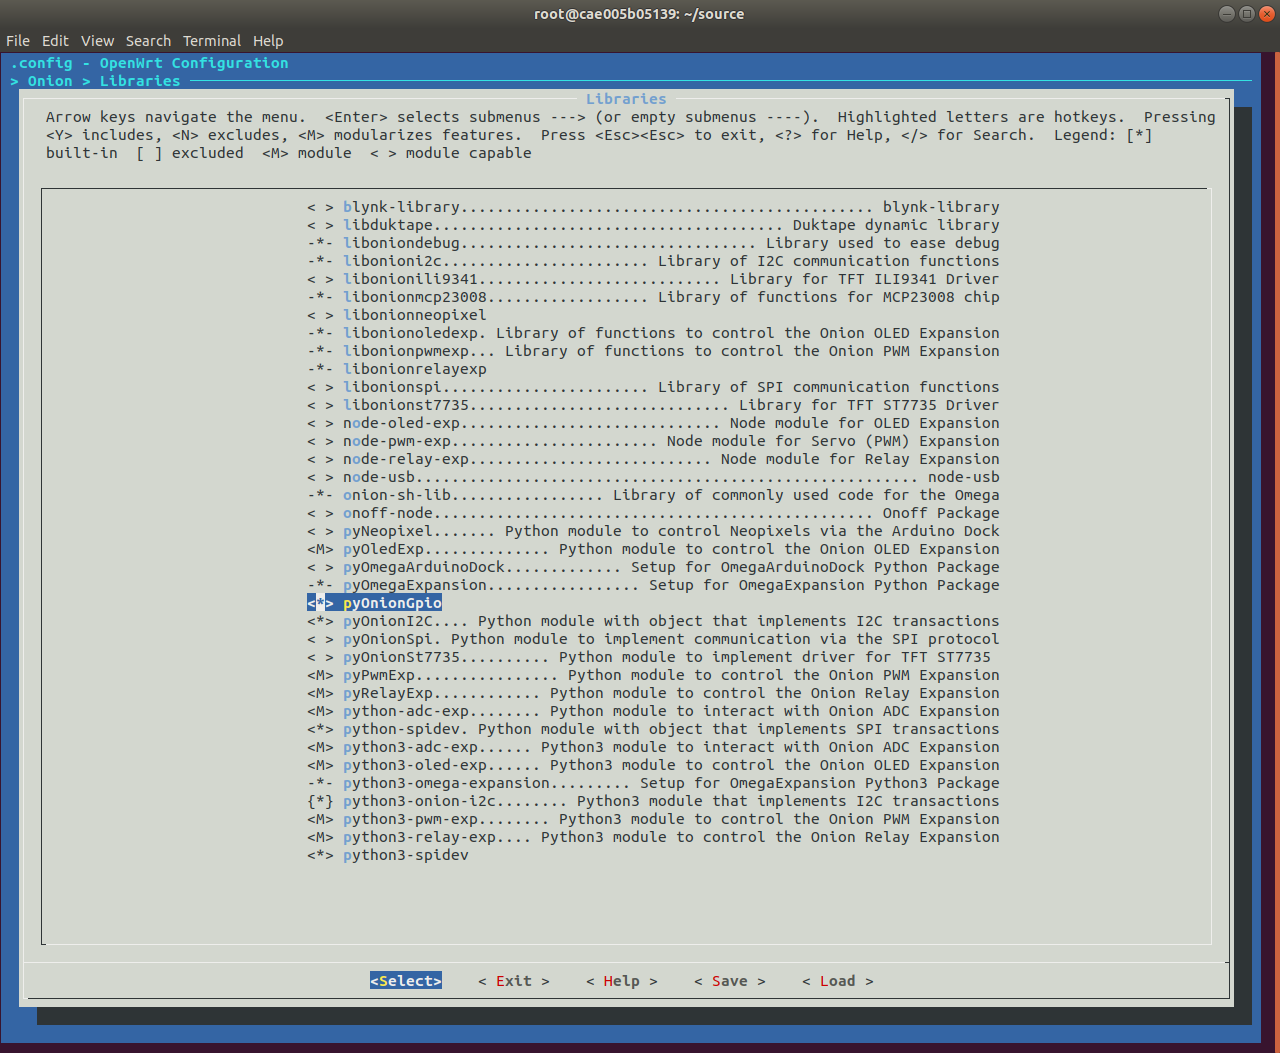 root@cae005b05139: ~/source
File Edit View Search Terminal Help
.config - OpenWrt Configuration
> Onion > Libraries
Libraries
Arrow keys navigate the menu.  <Enter> selects submenus ---> (or empty submenus ----).  Highlighted letters are hotkeys.  Pressing
<Y> includes, <N> excludes, <M> modularizes features.  Press <Esc><Esc> to exit, <?> for Help, </> for Search.  Legend: [*]
built-in  [ ] excluded  <M> module  < > module capable
< > blynk-library.............................................. blynk-library
< > libduktape....................................... Duktape dynamic library
-*- liboniondebug................................. Library used to ease debug
-*- libonioni2c....................... Library of I2C communication functions
< > libonionili9341........................... Library for TFT ILI9341 Driver
-*- libonionmcp23008.................. Library of functions for MCP23008 chip
< > libonionneopixel
-*- libonionoledexp. Library of functions to control the Onion OLED Expansion
-*- libonionpwmexp... Library of functions to control the Onion PWM Expansion
-*- libonionrelayexp
< > libonionspi....................... Library of SPI communication functions
< > libonionst7735............................. Library for TFT ST7735 Driver
< > node-oled-exp............................. Node module for OLED Expansion
< > node-pwm-exp....................... Node module for Servo (PWM) Expansion
< > node-relay-exp........................... Node module for Relay Expansion
< > node-usb........................................................ node-usb
-*- onion-sh-lib................. Library of commonly used code for the Omega
< > onoff-node................................................. Onoff Package
< > pyNeopixel....... Python module to control Neopixels via the Arduino Dock
<M> pyOledExp.............. Python module to control the Onion OLED Expansion
< > pyOmegaArduinoDock............. Setup for OmegaArduinoDock Python Package
-*- pyOmegaExpansion................. Setup for OmegaExpansion Python Package
<*> pyOnionGpio
<*> pyOnionI2C.... Python module with object that implements I2C transactions
< > pyOnionSpi. Python module to implement communication via the SPI protocol
< > pyOnionSt7735.......... Python module to implement driver for TFT ST7735
<M> pyPwmExp................ Python module to control the Onion PWM Expansion
<M> pyRelayExp............ Python module to control the Onion Relay Expansion
<M> python-adc-exp........ Python module to interact with Onion ADC Expansion
<*> python-spidev. Python module with object that implements SPI transactions
<M> python3-adc-exp...... Python3 module to interact with Onion ADC Expansion
<M> python3-oled-exp...... Python3 module to control the Onion OLED Expansion
-*- python3-omega-expansion......... Setup for OmegaExpansion Python3 Package
{*} python3-onion-i2c........ Python3 module that implements I2C transactions
<M> python3-pwm-exp........ Python3 module to control the Onion PWM Expansion
<M> python3-relay-exp.... Python3 module to control the Onion Relay Expansion
<*> python3-spidev
<Select>    < Exit >    < Help >    < Save >    < Load >